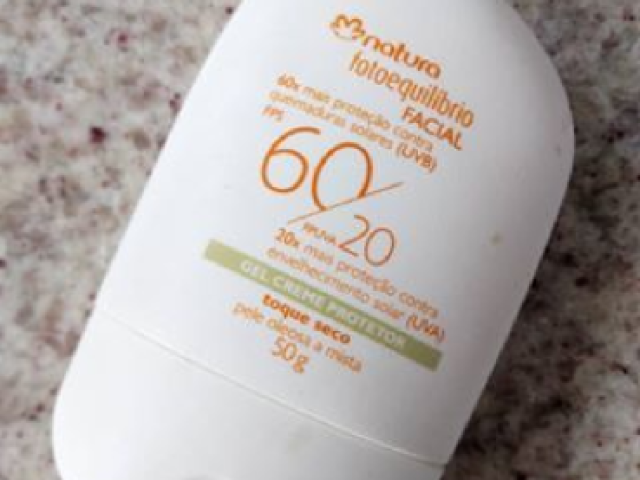 natura
fotoequilíbrio
FACIAL
60x mais proteção contra
queimaduras solares (UVB)
FPS
60/20
FPUVA
20x mais proteção contra
envelhecimento solar (UVA)
GEL CREME PROTETOR
toque seco
pele oleosa a mista
50g